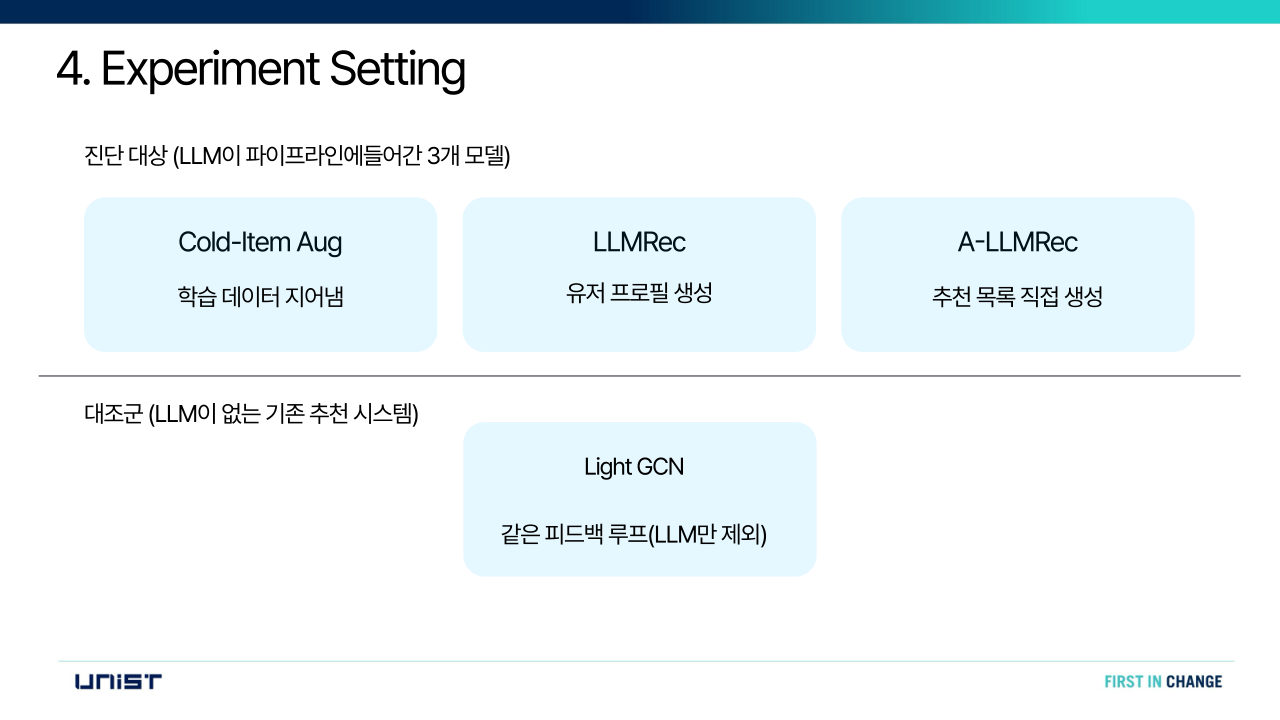 4. Experiment Setting
진단 대상 (LLM이 파이프라인에들어간 3개 모델)
Cold-Item Aug
학습 데이터 지어냄
LLMRec
유저 프로필 생성
A-LLMRec
추천 목록 직접 생성
대조군 (LLM이 없는 기존 추천 시스템)
Light GCN
같은 피드백 루프(LLM만 제외)
UNIST
FIRST IN CHANGE